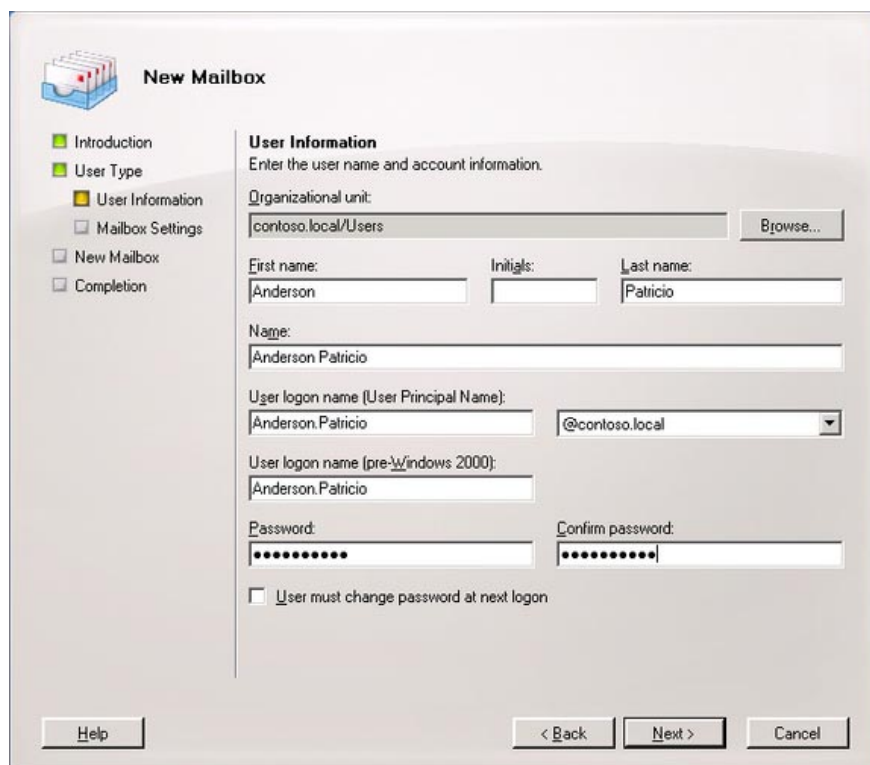 New Mailbox
Introduction
User Type
User Information
Mailbox Settings
New Mailbox
Completion
User Information
Enter the user name and account information.
Organizational unit:
contoso.local/Users
Browse...
First name: Initials: Last name:
Anderson Patricio
Name:
Anderson Patricio
User logon name (User Principal Name):
Anderson.Patricio @contoso.local
User logon name (pre-Windows 2000):
Anderson.Patricio
Password: Confirm password:
•••••••••• ••••••••••
User must change password at next logon
Help < Back Next > Cancel